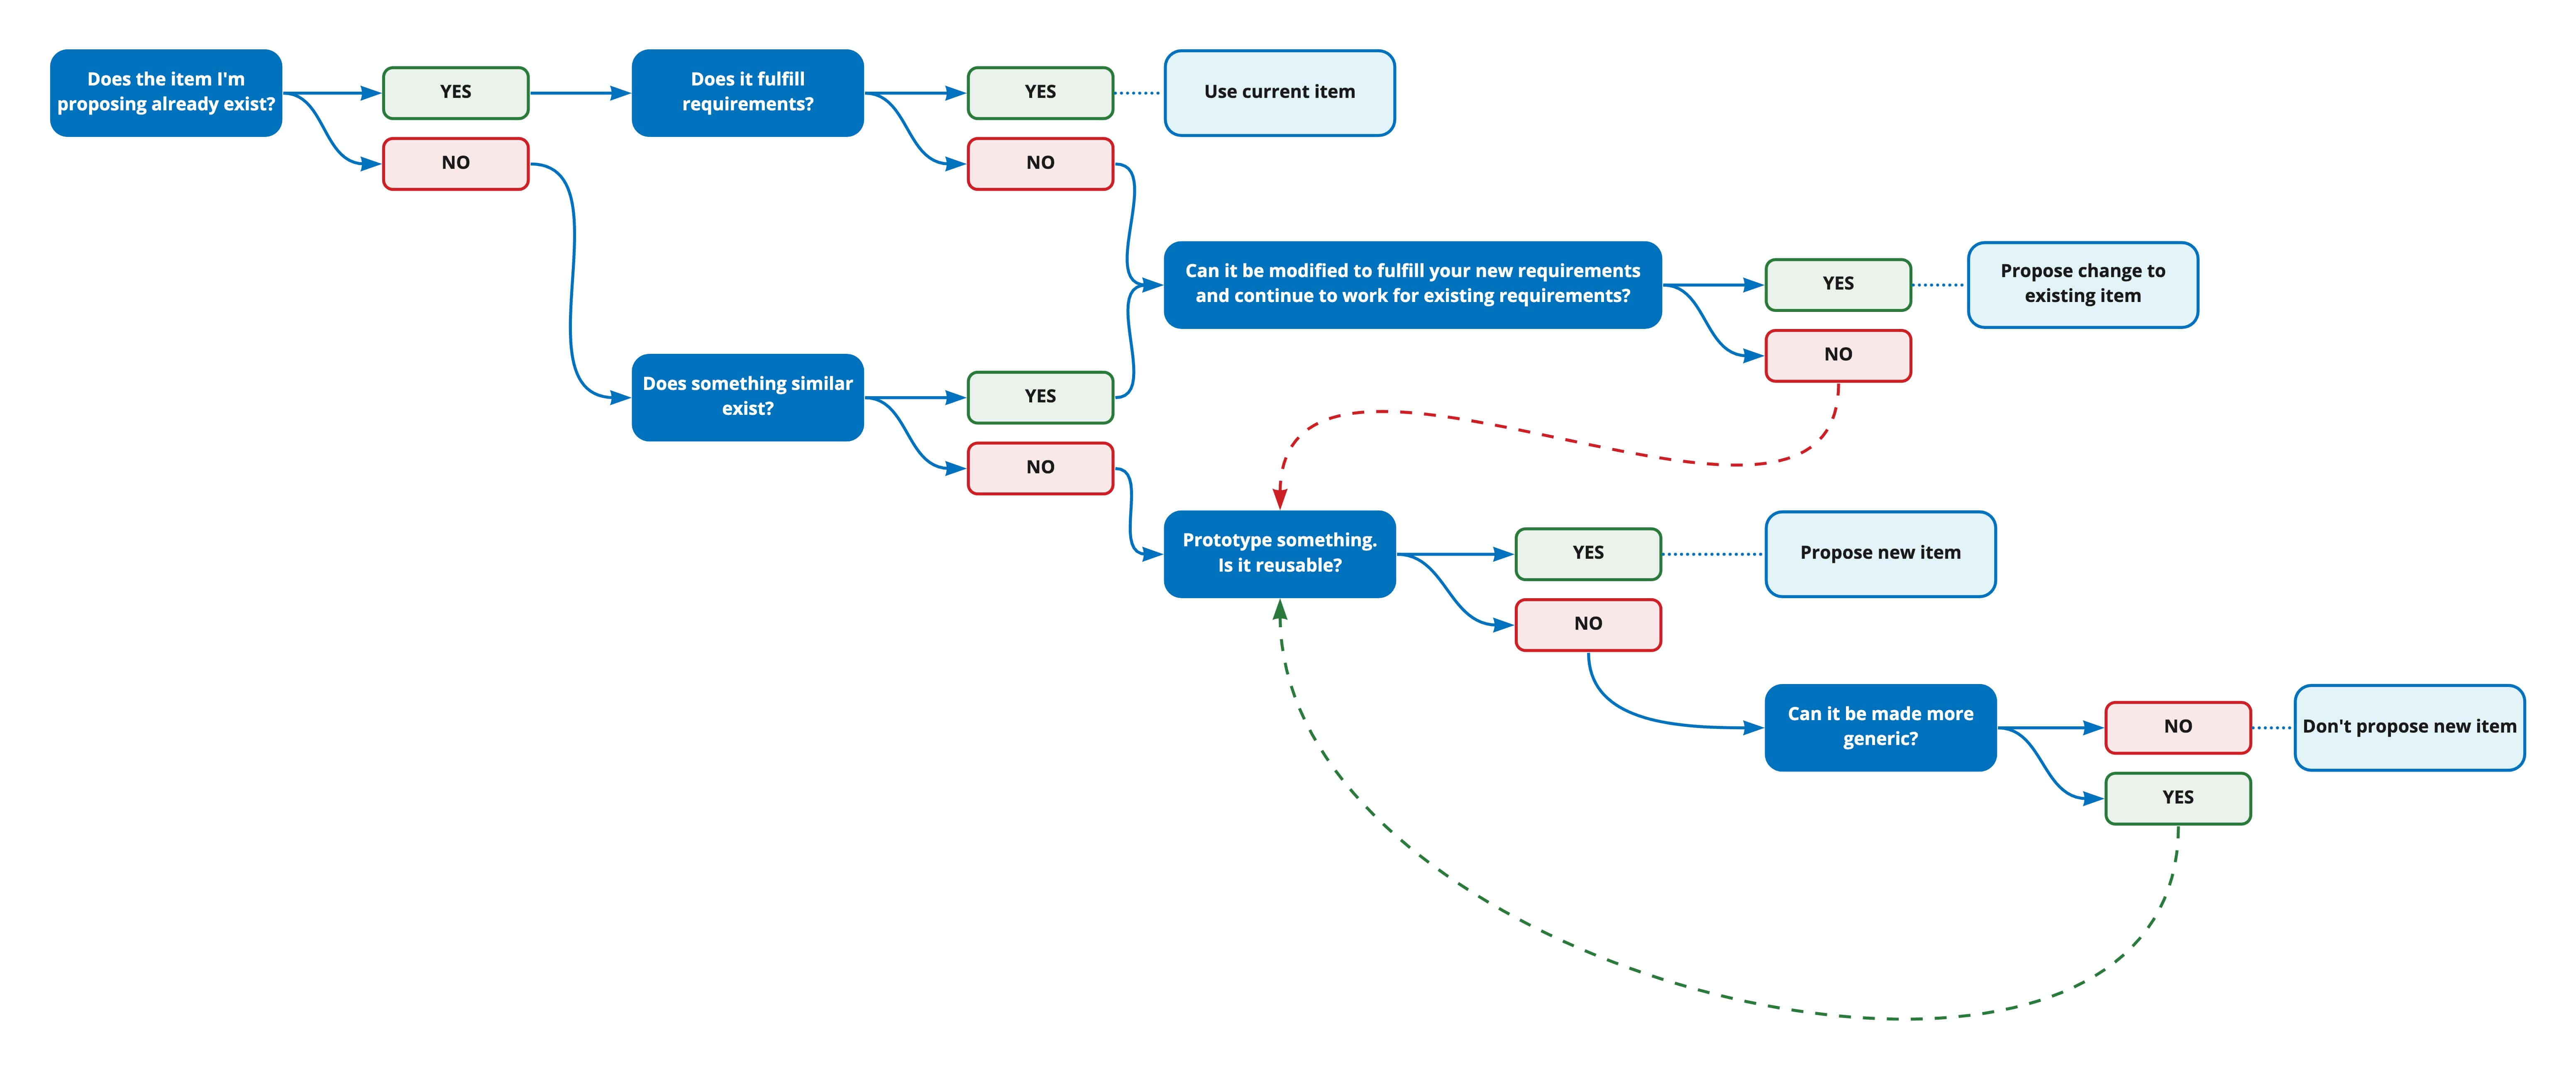 Does the item I'm
proposing already exist?
YES
NO
Does it fulfill
requirements?
YES
NO
Use current item
Can it be modified to fulfill your new requirements
and continue to work for existing requirements?
YES
NO
Propose change to
existing item
Does something similar
exist?
YES
NO
Prototype something.
Is it reusable?
YES
NO
Propose new item
Can it be made more
generic?
NO
YES
Don't propose new item